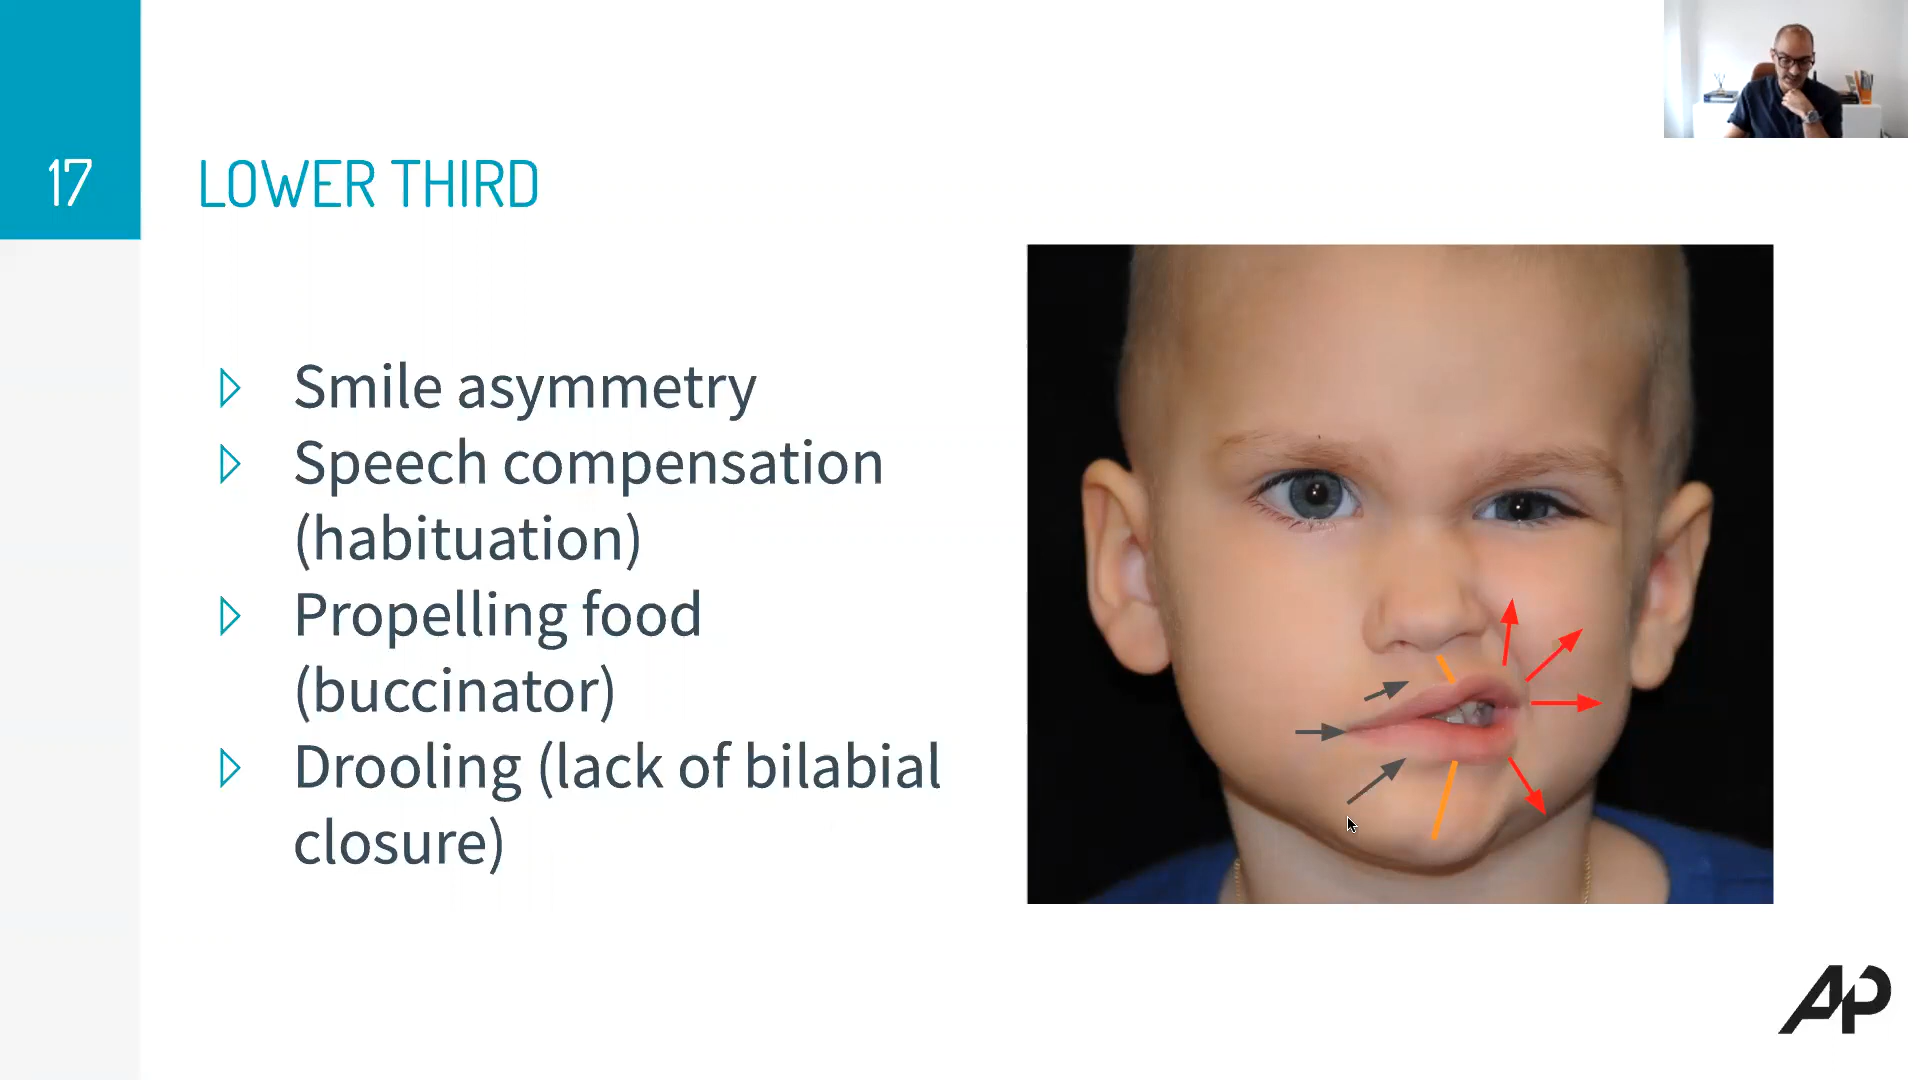 17
LOWER THIRD
Smile asymmetry
Speech compensation
(habituation)
Propelling food
(buccinator)
Drooling (lack of bilabial
closure)
AP